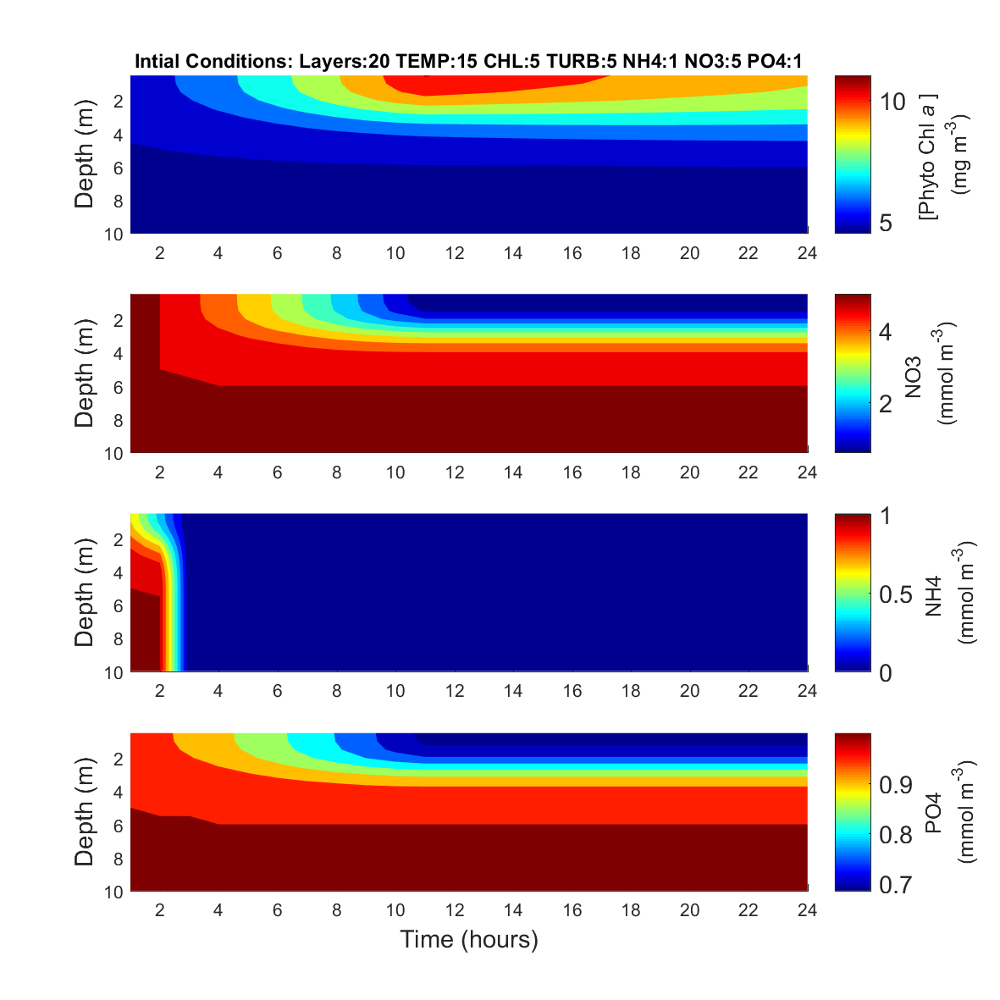 Intial Conditions: Layers:20 TEMP:15 CHL:5 TURB:5 NH4:1 NO3:5 PO4:1
Depth (m)
2
4
6
8
10
2 4 6 8 10 12 14 16 18 20 22 24
10
5
[Phyto Chl a ]
(mg m-3)
Depth (m)
2
4
6
8
10
2 4 6 8 10 12 14 16 18 20 22 24
4
2
NO3
(mmol m-3)
Depth (m)
2
4
6
8
10
2 4 6 8 10 12 14 16 18 20 22 24
1
0.5
0
NH4
(mmol m-3)
Depth (m)
2
4
6
8
10
2 4 6 8 10 12 14 16 18 20 22 24
0.9
0.8
0.7
PO4
(mmol m-3)
Time (hours)